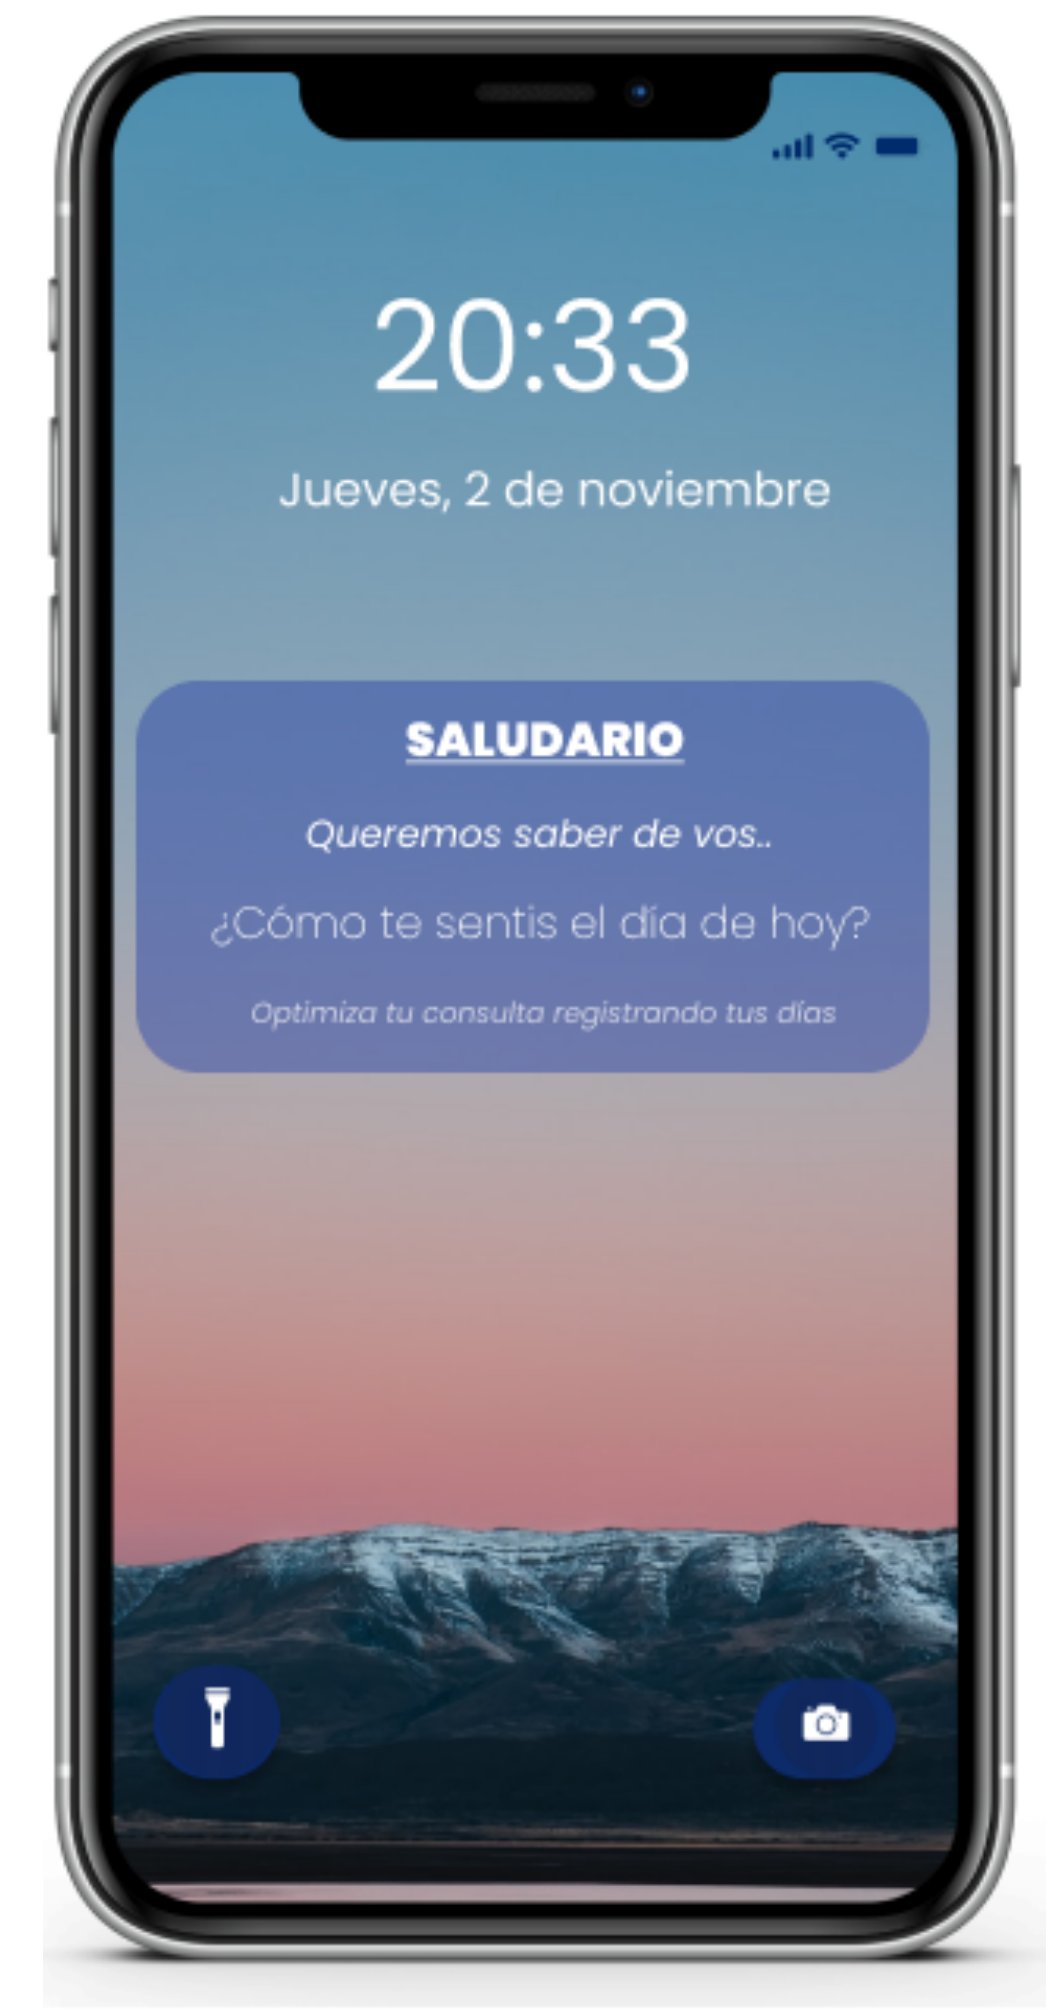 20:33
Jueves, 2 de noviembre
SALUDARIO
Queremos saber de vos..
¿Cómo te sentis el día de hoy?
Optimiza tu consulta registrando tus días